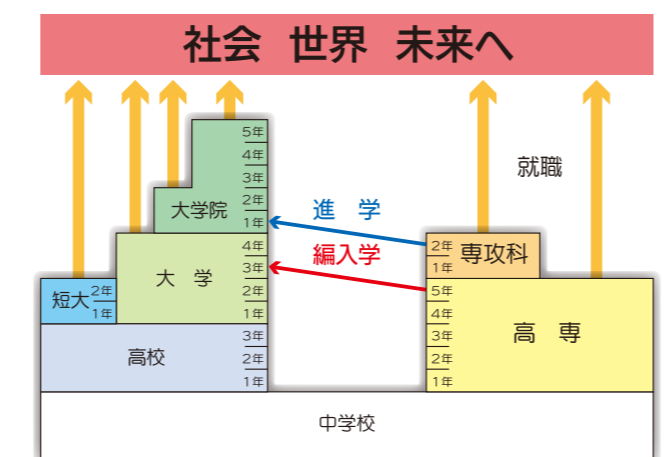 社会 世界 未来へ
就職
5年
4年
3年
2年
1年
大学院
進 学
編入学
4年
3年
2年
1年
大 学
短大
2年
1年
3年
2年
1年
高校
2年
1年
専攻科
5年
4年
3年
2年
1年
高 専
中学校